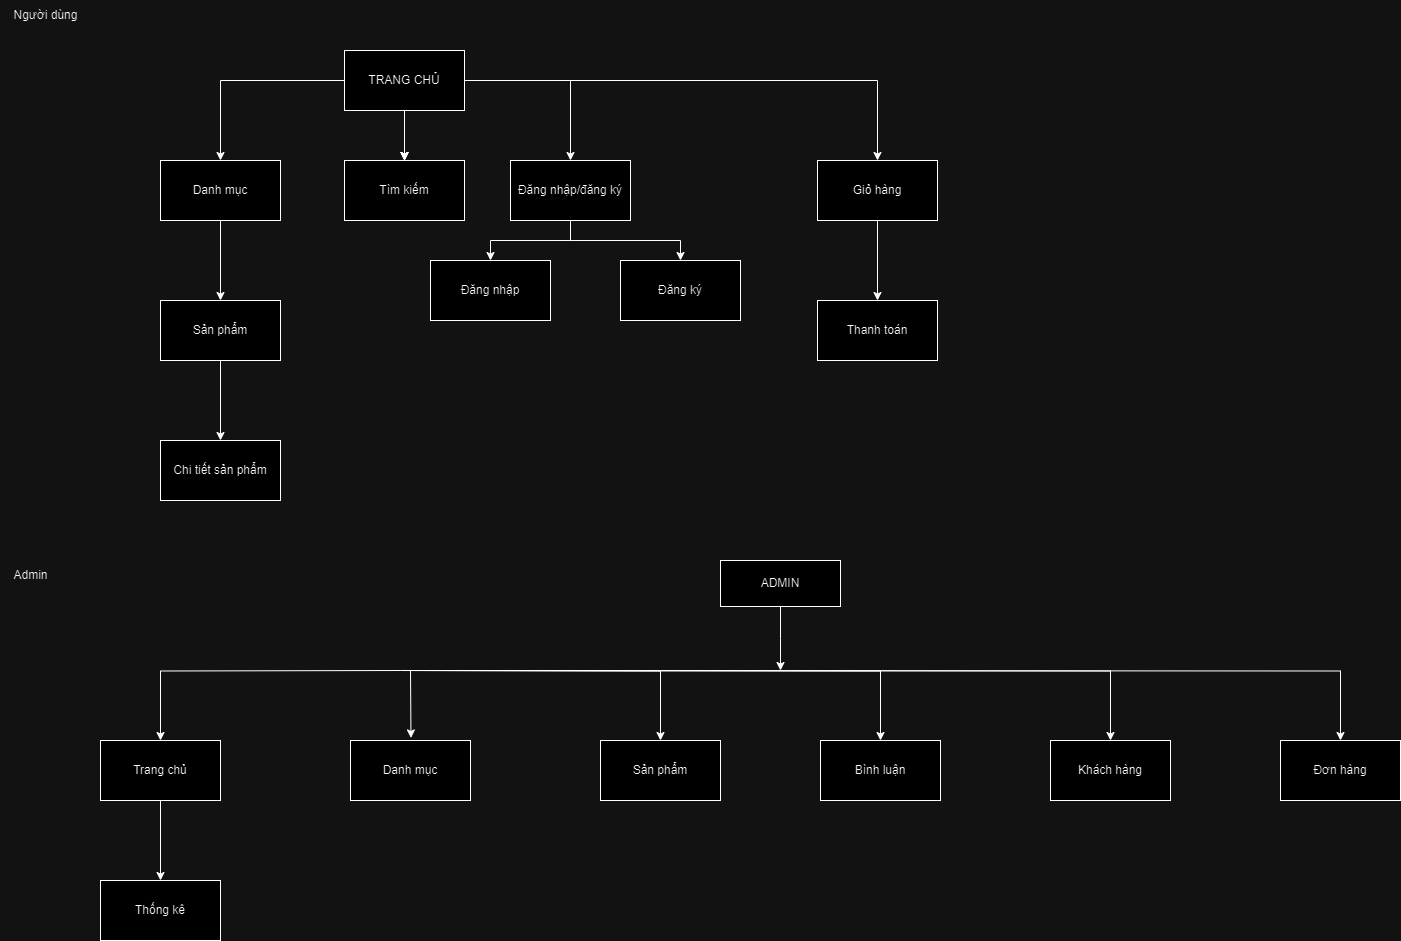 Người dùng
TRANG CHỦ
Danh mục
Tìm kiếm
Đăng nhập/đăng ký
Giỏ hàng
Đăng nhập
Đăng ký
Sản phẩm
Thanh toán
Chi tiết sản phẩm
Admin
ADMIN
Trang chủ
Danh mục
Sản phẩm
Bình luận
Khách hàng
Đơn hàng
Thống kê